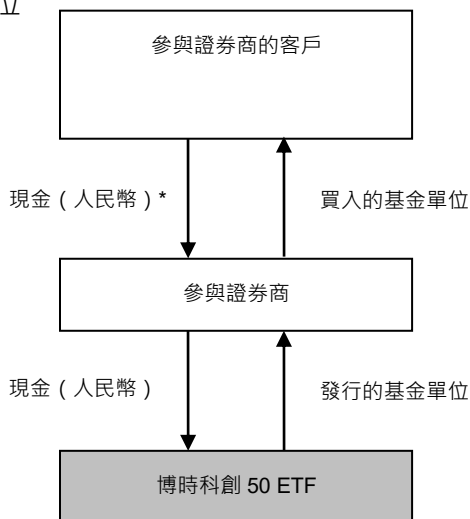 參與證券商的客戶
現金（人民幣）*
買入的基金單位
參與證券商
現金（人民幣）
發行的基金單位
博時科創 50 ETF